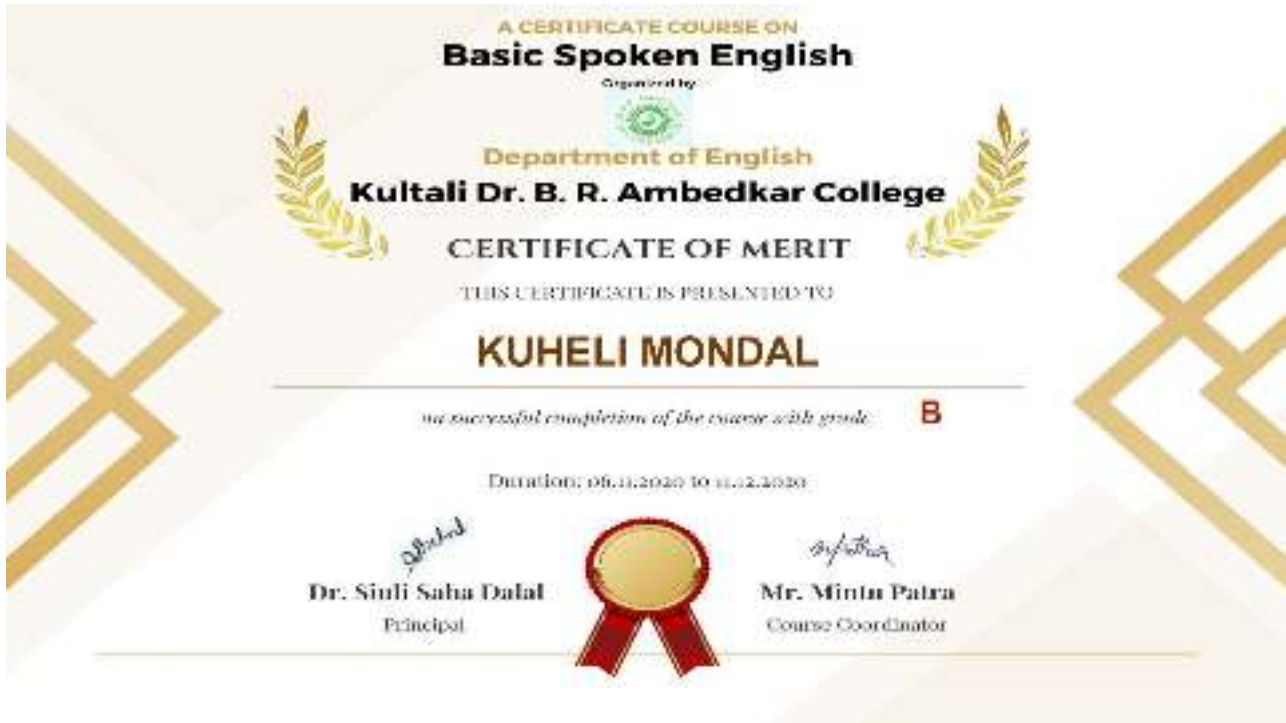 A CERTIFICATE COURSE ON
Basic Spoken English
Organized by
Department of English
Kultali Dr. B. R. Ambedkar College
CERTIFICATE OF MERIT
THIS CERTIFICATE IS PRESENTED TO
KUHELI MONDAL
on successful completion of the course with grade B
Duration: 06.11.2020 to 11.12.2020
Dr. Siuli Saha Dalal
Mr. Mintu Patra
Principal
Course Coordinator